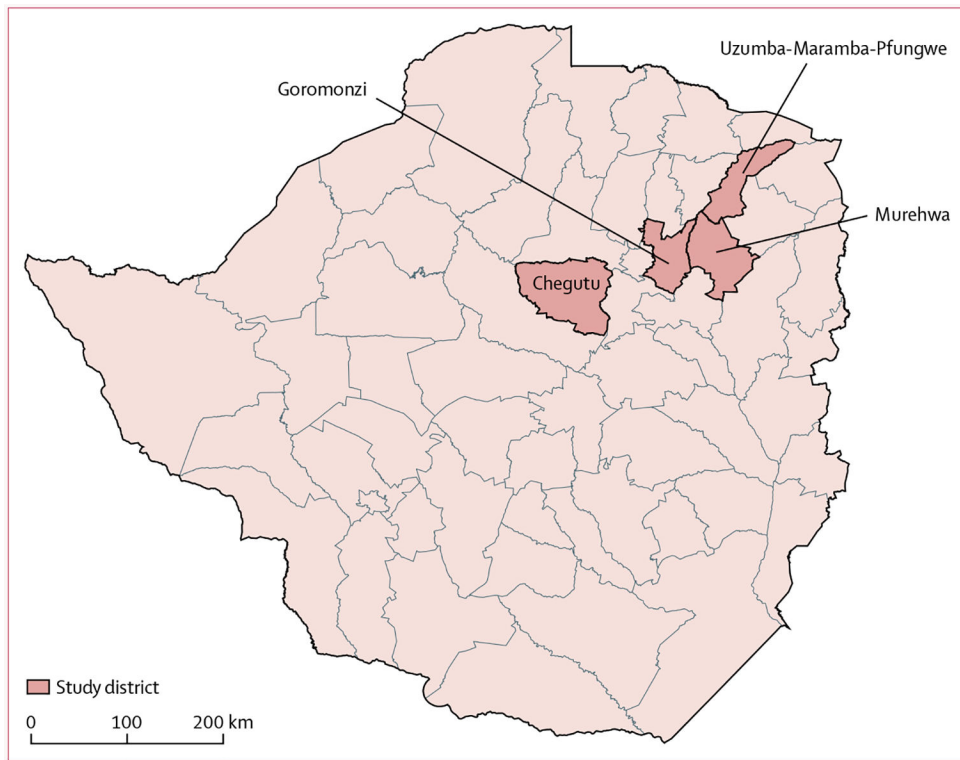 Uzumba-Maramba-Pfungwe
Goromonzi
Murehwa
Chegutu
Study district
0 100 200 km